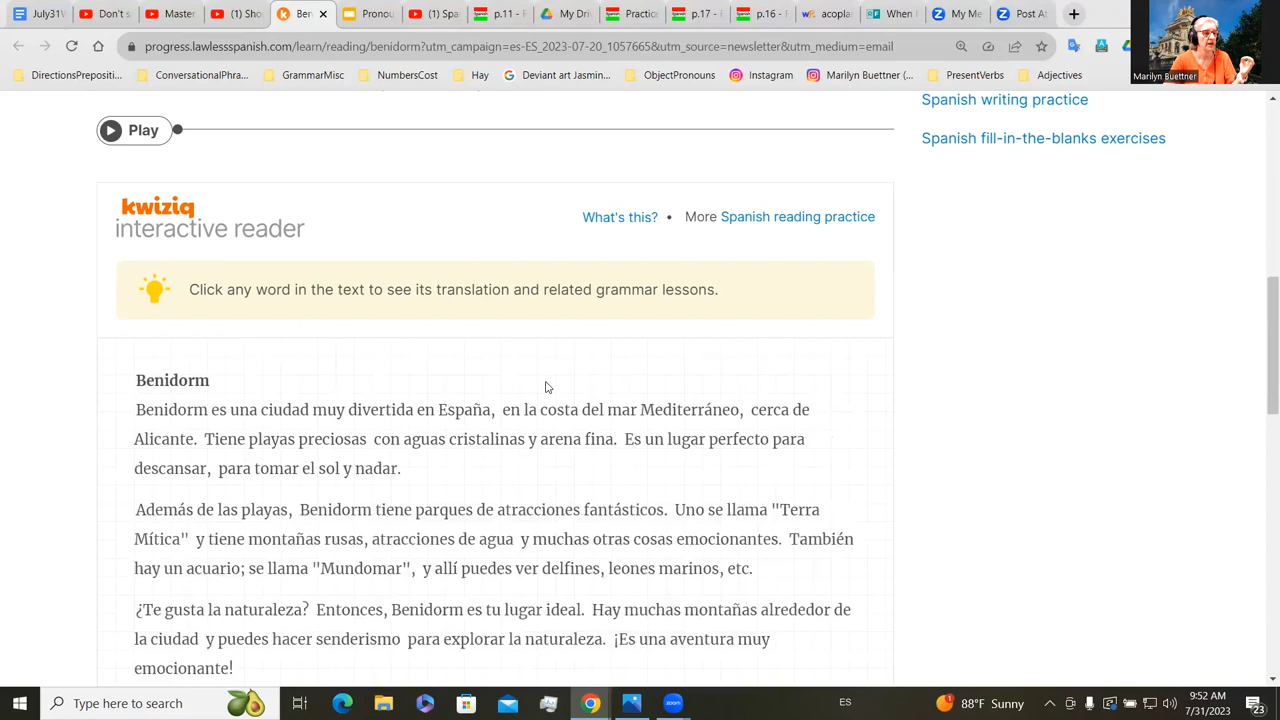 July31V
Don't s
Master
(1) Sho
Ben
Pronou
(1) Spa
p.11 - F
My Dri
Practice
p.17 -
p.16 -
acopie
When
My Me
Post At
progress.lawlessspanish.com/learn/reading/benidorm?utm_campaign=es-ES_2023-07-20_1057665&utm_source=newsletter&utm_medium=email
DirectionsPrepositi...
ConversationalPhra...
GrammarMisc
NumbersCost
Hay
Deviant art Jasmin...
ObjectPronouns
Instagram
Marilyn Buettner (...
PresentVerbs
Adjectives
Marilyn Buettner
Spanish writing practice
Play
Spanish fill-in-the-blanks exercises
kwiziq
interactive reader
What's this? • More Spanish reading practice
Click any word in the text to see its translation and related grammar lessons.
Benidorm
Benidorm es una ciudad muy divertida en España, en la costa del mar Mediterráneo, cerca de
Alicante. Tiene playas preciosas con aguas cristalinas y arena fina. Es un lugar perfecto para
descansar, para tomar el sol y nadar.
Además de las playas, Benidorm tiene parques de atracciones fantásticos. Uno se llama "Terra
Mítica" y tiene montañas rusas, atracciones de agua y muchas otras cosas emocionantes. También
hay un acuario; se llama "Mundomar", y allí puedes ver delfines, leones marinos, etc.
¿Te gusta la naturaleza? Entonces, Benidorm es tu lugar ideal. Hay muchas montañas alrededor de
la ciudad y puedes hacer senderismo para explorar la naturaleza. ¡Es una aventura muy
emocionante!
Type here to search
ES
88°F Sunny
9:52 AM
7/31/2023
23